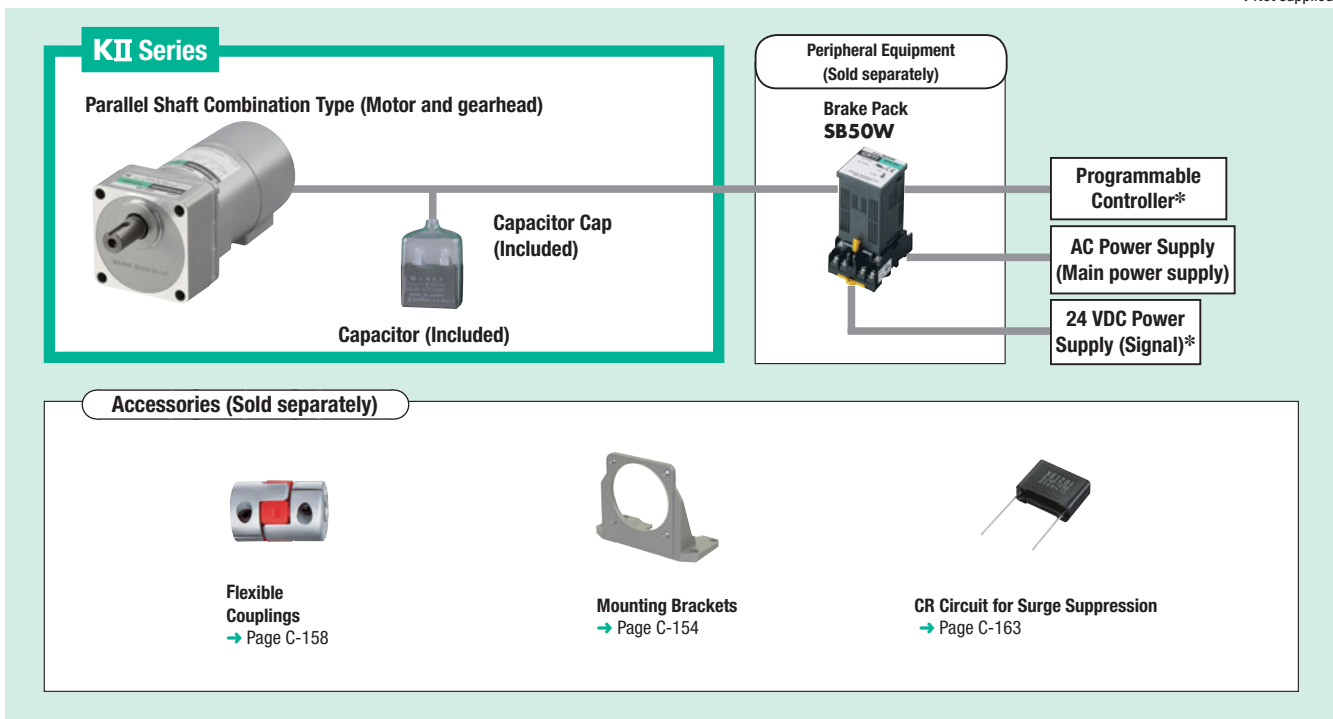 KII Series
Parallel Shaft Combination Type (Motor and gearhead)
Capacitor Cap
(Included)
Capacitor (Included)
Peripheral Equipment
(Sold separately)
Brake Pack
SB50W
Programmable
Controller*
AC Power Supply
(Main power supply)
24 VDC Power
Supply (Signal)*
Accessories (Sold separately)
Flexible
Couplings
→ Page C-158
Mounting Brackets
→ Page C-154
CR Circuit for Surge Suppression
→ Page C-163